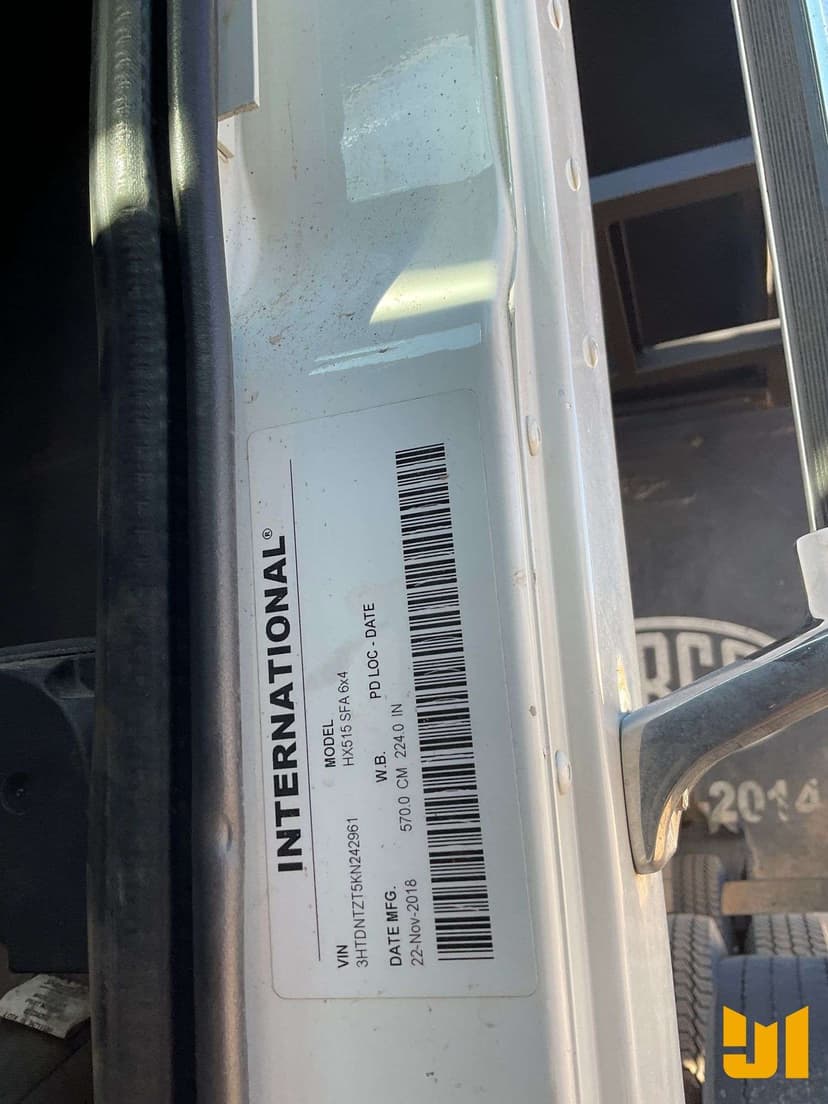 INTERNATIONAL®
VIN MODEL
3HTDNTZT5KN242961 HX515 SFA 6x4
DATE MFG. W.B. PD LOC - DATE
22-Nov-2018 570.0 CM 224.0 IN
-2014